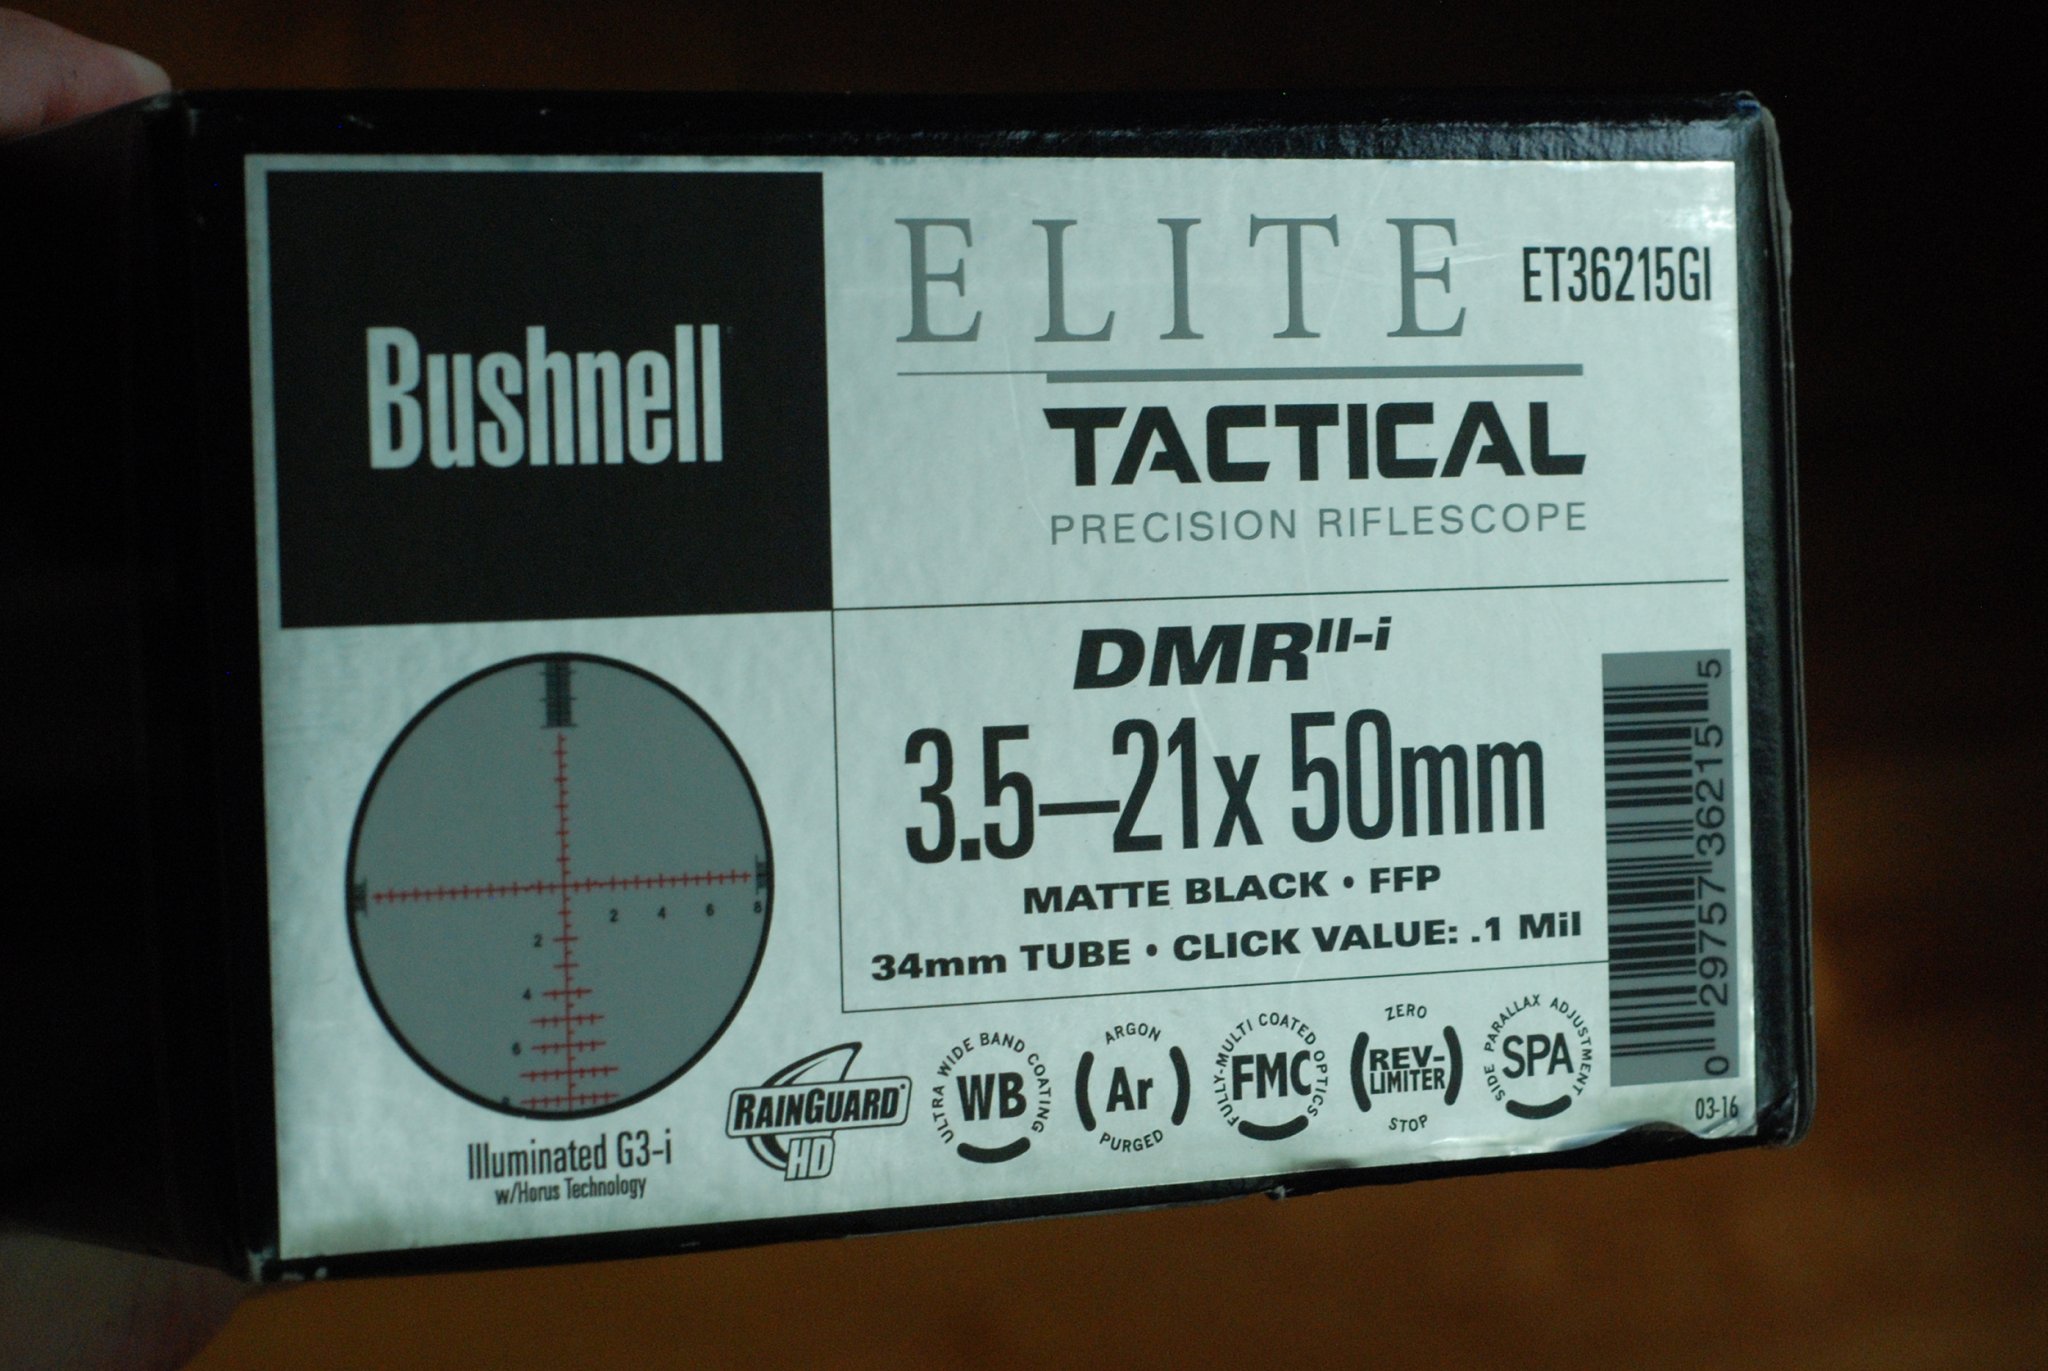 Bushnell
ELITE
ET36215GI
TACTICAL
PRECISION RIFLESCOPE
DMRII-i
3.5–21x 50mm
MATTE BLACK • FFP
34mm TUBE • CLICK VALUE: .1 Mil
2 4 6 8
2
4
6
8
Illuminated G3-i
w/Horus Technology
RAINGUARD®
HD
ULTRA WIDE BAND COATING
WB
ARGON
Ar
PURGED
FULLY-MULTI COATED OPTICS
FMC
ZERO
REV-
LIMITER
STOP
SIDE PARALLAX ADJUSTMENT
SPA
0 29757 36215 5
03-16